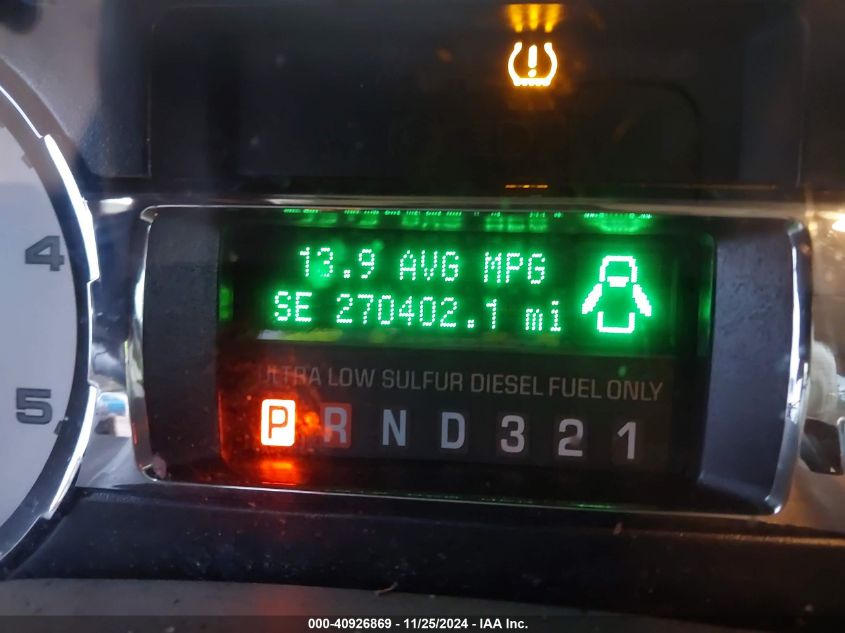 4
13.9 AVG MPG
SE 270402.1 mi
ULTRA LOW SULFUR DIESEL FUEL ONLY
5
P R N D 3 2 1
000-40926869 - 11/25/2024 - IAA Inc.